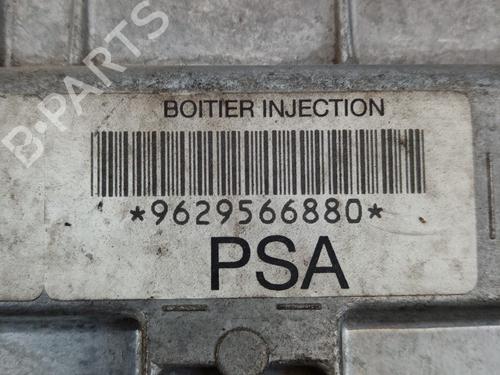 B-PARTS
BOITIER INJECTION
*9629566880*
PSA